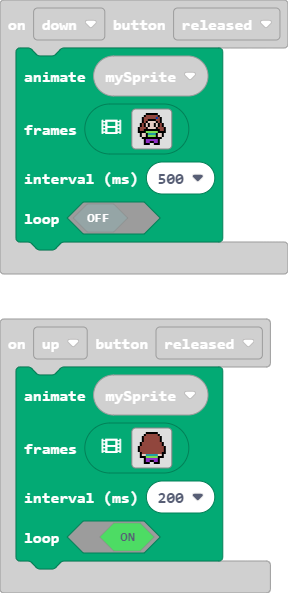 on down button released
animate mySprite
frames
interval (ms) 500
loop OFF
on up button released
animate mySprite
frames
interval (ms) 200
loop ON